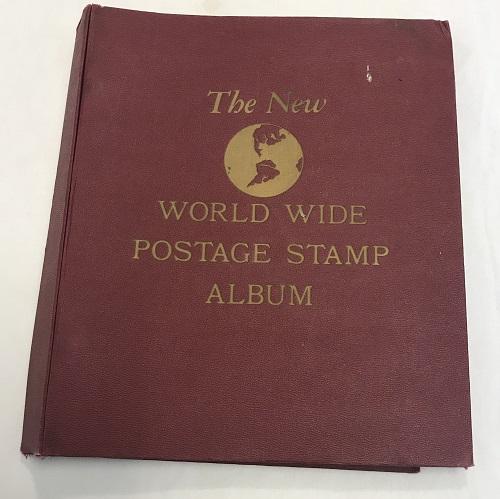 The New
WORLD WIDE
POSTAGE STAMP
ALBUM